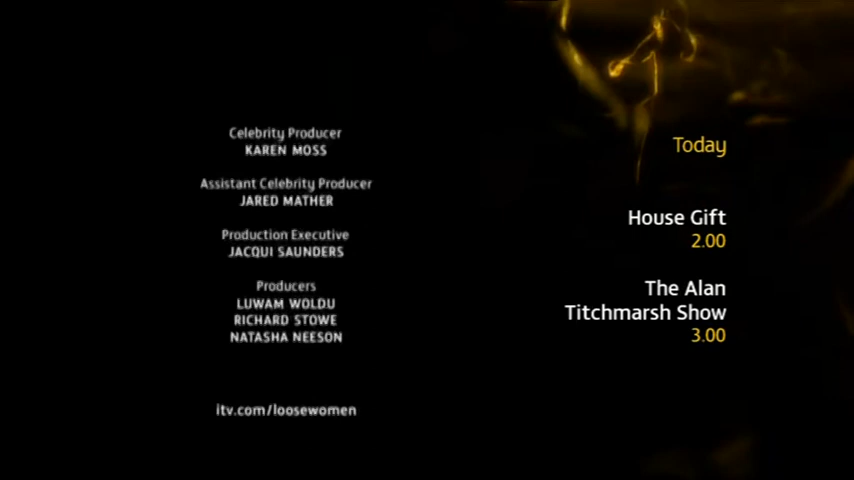 Celebrity Producer
KAREN MOSS
Assistant Celebrity Producer
JARED MATHER
Production Executive
JACQUI SAUNDERS
Producers
LUWAM WOLDU
RICHARD STOWE
NATASHA NEESON
itv.com/loosewomen
Today
House Gift
2.00
The Alan
Titchmarsh Show
3.00